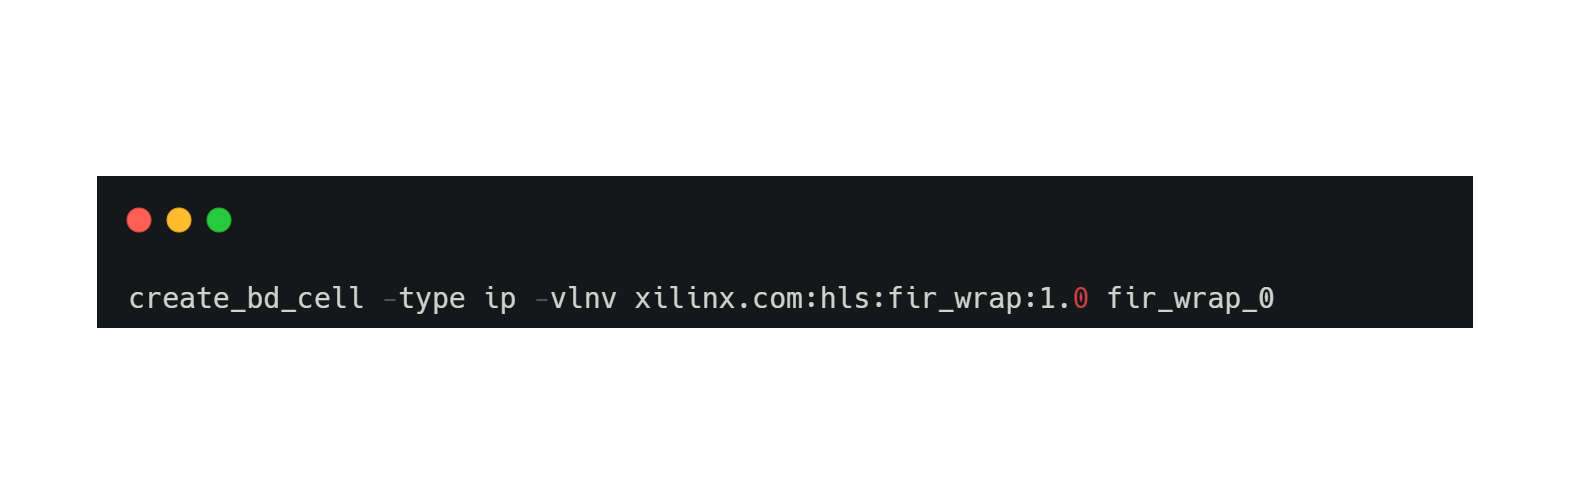 create_bd_cell -type ip -vlnv xilinx.com:hls:fir_wrap:1.0 fir_wrap_0